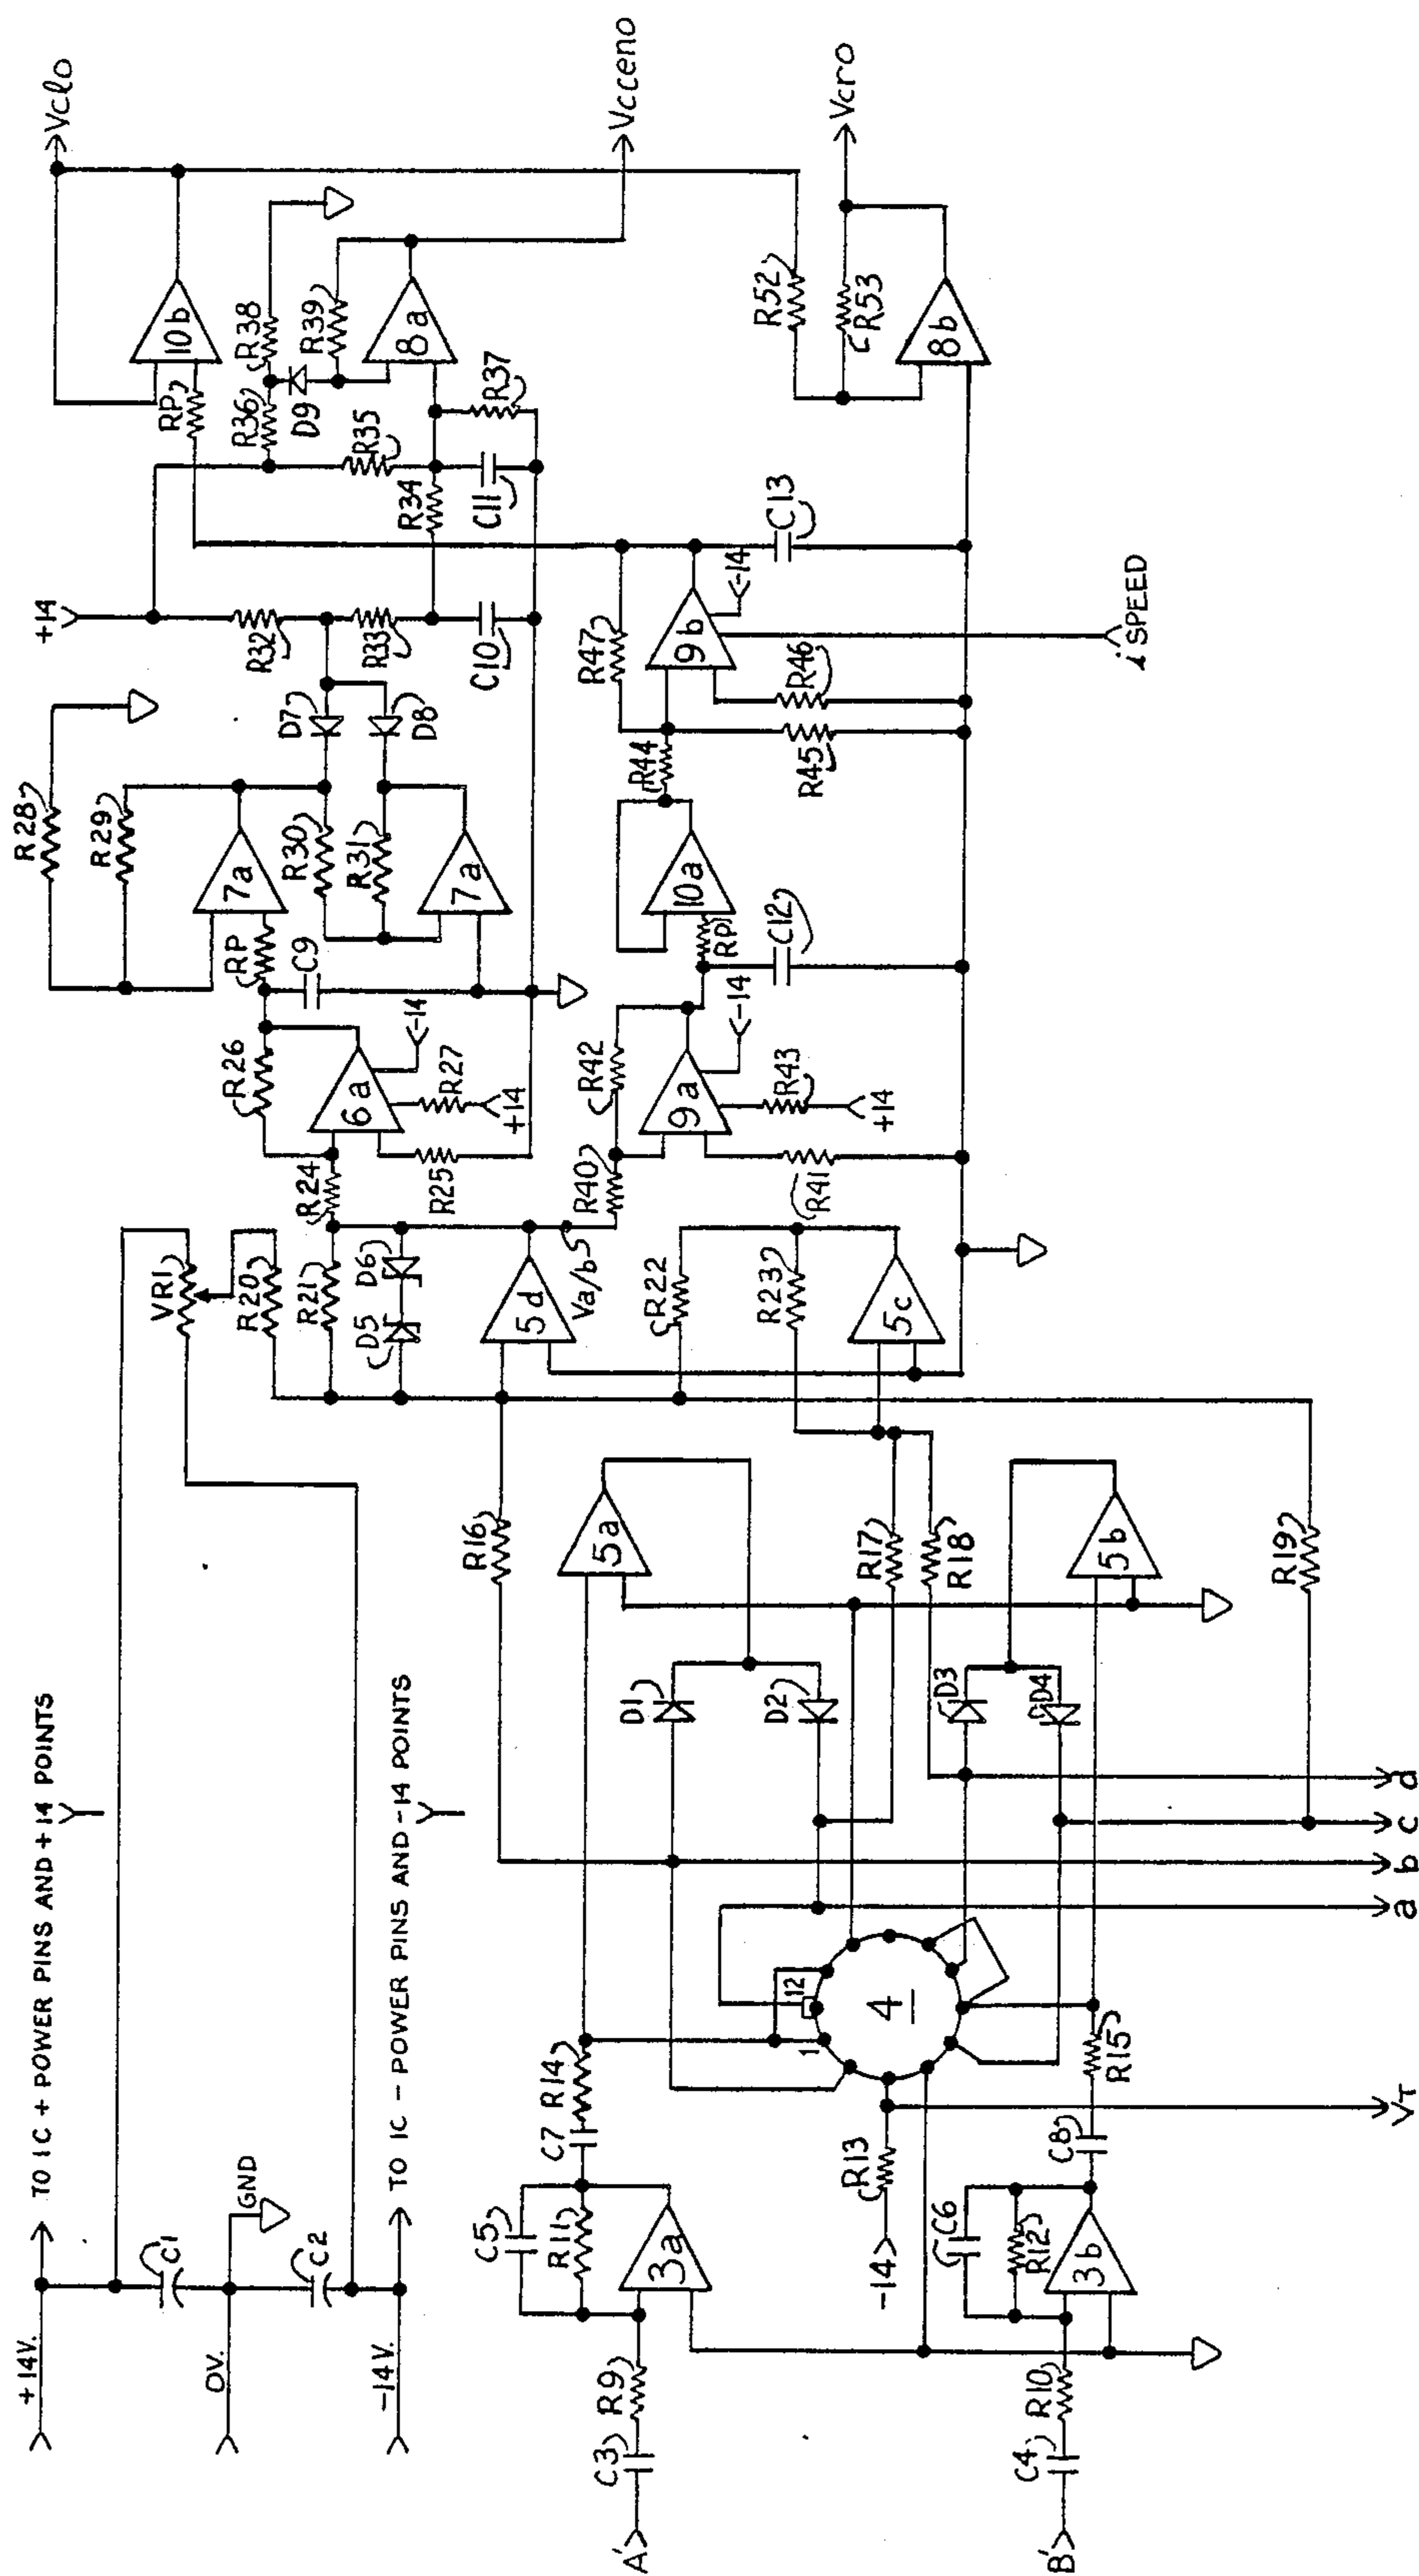 +14V.
TO IC + POWER PINS AND +14 POINTS
C1
0V.
GND
C2
-14V.
TO IC - POWER PINS AND -14 POINTS
VR1
R20
R28
R29
+14
Vclo
10b
RP
R38
R36
D9
R39
8a
Vcceno
R35
R34
R37
C11
R32
R33
C10
D7
D8
7a
RP
C9
R30
R31
7a
R26
6a
-14
R27
+14
R24
R25
R21
D6
D5
5d
Va/b-s
R40
R42
9a
-14
R43
+14
R41
RP
C12
10a
R44
R47
9b
-14
R46
R45
i SPEED
C13
R52
R53
8b
Vcro
R22
R23
5c
R16
5a
R17
R18
5b
R19
D1
D2
D3
D4
A'
C3
R9
C5
R11
3a
C7
R14
1
12
4
-14
R13
B'
C4
R10
C6
R12
3b
C8
R15
VT
a
b
c
d